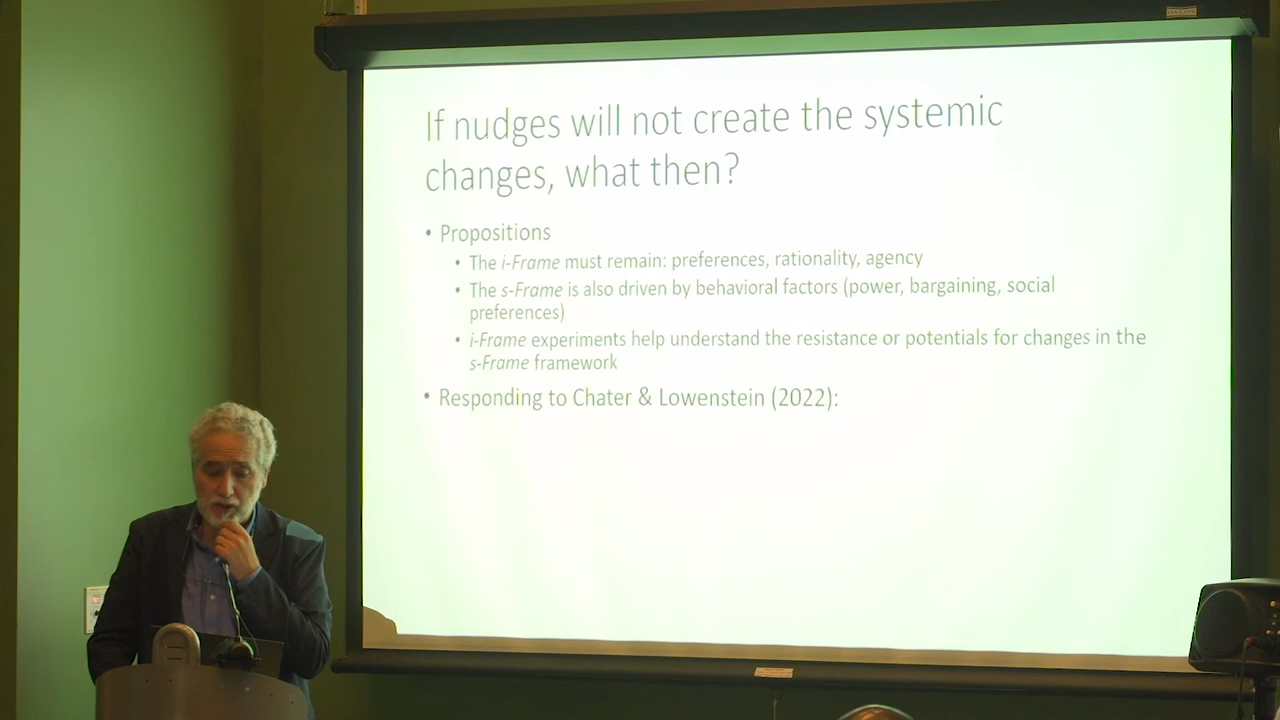 If nudges will not create the systemic
changes, what then?
• Propositions
• The i-Frame must remain: preferences, rationality, agency
• The s-Frame is also driven by behavioral factors (power, bargaining, social
preferences)
• i-Frame experiments help understand the resistance or potentials for changes in the
s-Frame framework
• Responding to Chater & Lowenstein (2022):